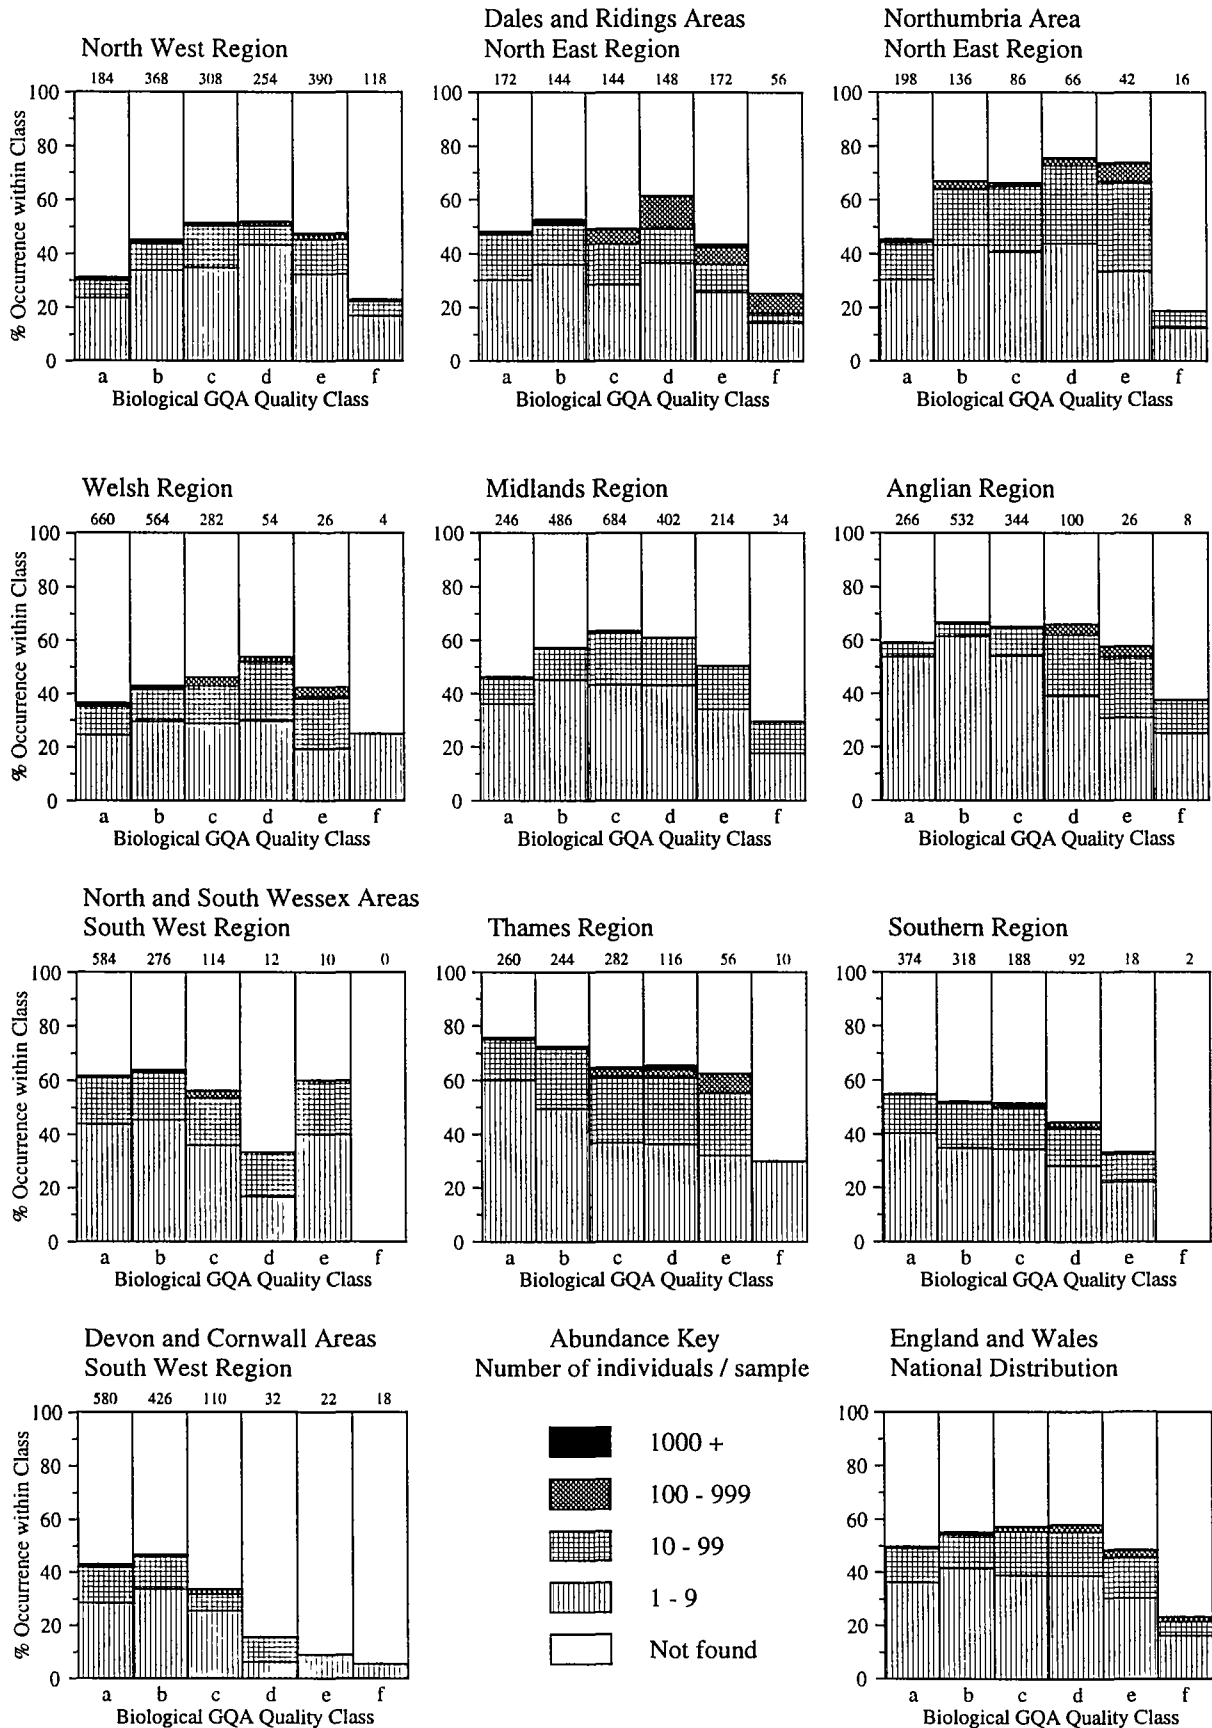 North West Region
184 368 308 254 390 118
% Occurrence within Class
100
80
60
40
20
0
a b c d e f
Biological GQA Quality Class
Dales and Ridings Areas
North East Region
172 144 144 148 172 56
100
80
60
40
20
0
a b c d e f
Biological GQA Quality Class
Northumbria Area
North East Region
198 136 86 66 42 16
100
80
60
40
20
0
a b c d e f
Biological GQA Quality Class
Welsh Region
660 564 282 54 26 4
% Occurrence within Class
100
80
60
40
20
0
a b c d e f
Biological GQA Quality Class
Midlands Region
246 486 684 402 214 34
100
80
60
40
20
0
a b c d e f
Biological GQA Quality Class
Anglian Region
266 532 344 100 26 8
100
80
60
40
20
0
a b c d e f
Biological GQA Quality Class
North and South Wessex Areas
South West Region
584 276 114 12 10 0
% Occurrence within Class
100
80
60
40
20
0
a b c d e f
Biological GQA Quality Class
Thames Region
260 244 282 116 56 10
100
80
60
40
20
0
a b c d e f
Biological GQA Quality Class
Southern Region
374 318 188 92 18 2
100
80
60
40
20
0
a b c d e f
Biological GQA Quality Class
Devon and Cornwall Areas
South West Region
580 426 110 32 22 18
% Occurrence within Class
100
80
60
40
20
0
a b c d e f
Biological GQA Quality Class
Abundance Key
Number of individuals / sample
1000 +
100 - 999
10 - 99
1 - 9
Not found
England and Wales
National Distribution
100
80
60
40
20
0
a b c d e f
Biological GQA Quality Class